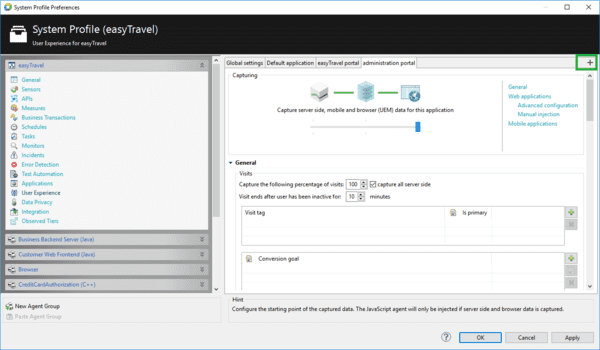 System Profile Preferences
System Profile (easyTravel)
User Experience for easyTravel
easyTravel
General
Sensors
APIs
Measures
Business Transactions
Schedules
Tasks
Monitors
Incidents
Error Detection
Test Automation
Applications
User Experience
Data Privacy
Integration
Observed Tiers
Business Backend Server (Java)
Customer Web Frontend (Java)
Browser
CreditCardAuthorization (C++)
New Agent Group
Paste Agent Group
Global settings Default application easyTravel portal administration portal
Capturing
Capture server side, mobile and browser (UEM) data for this application
General
Web applications
Advanced configuration
Manual injection
Mobile applications
General
Visits
Capture the following percentage of visits: 100 capture all server side
Visit ends after user has been inactive for: 10 minutes
Visit tag Is primary
Conversion goal
Hint
Configure the starting point of the captured data. The JavaScript agent will only be injected if server side and browser data is captured.
OK Cancel Apply